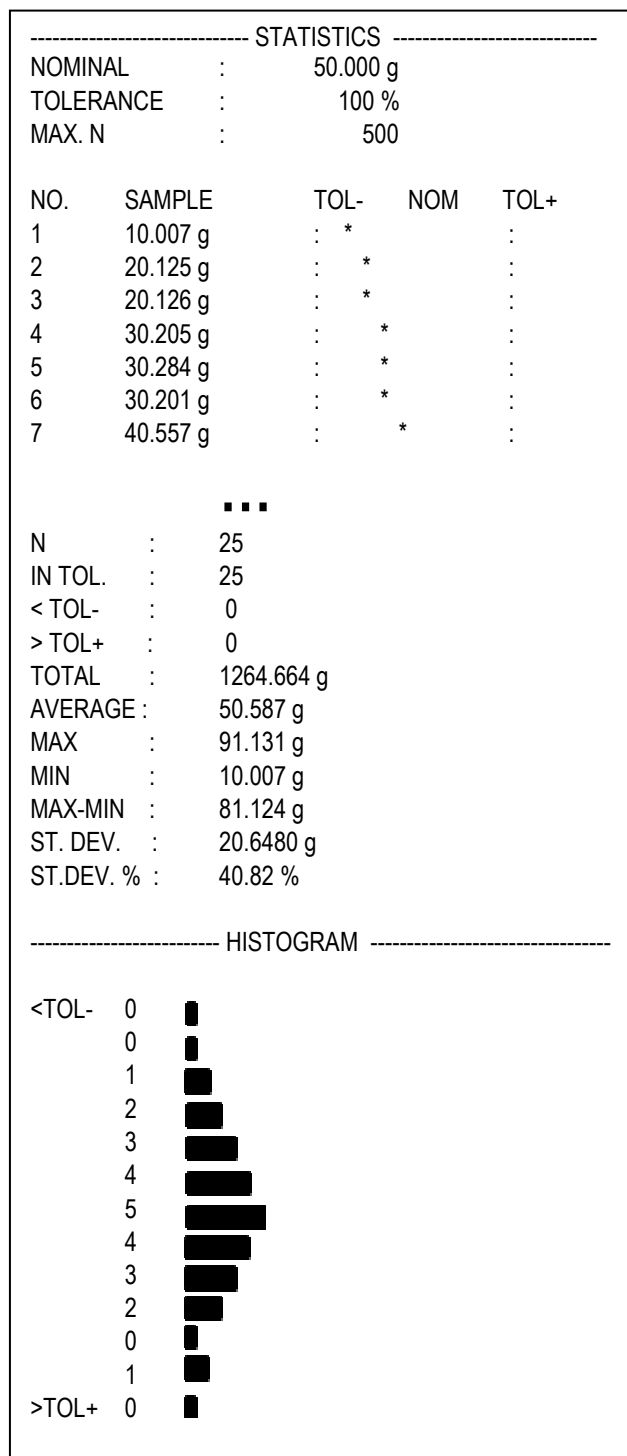 ------------------------------ STATISTICS ----------------------------
NOMINAL : 50.000 g
TOLERANCE : 100 %
MAX. N : 500
NO. SAMPLE TOL- NOM TOL+
1 10.007 g : * :
2 20.125 g : * :
3 20.126 g : * :
4 30.205 g : * :
5 30.284 g : * :
6 30.201 g : * :
7 40.557 g : * :
...
N : 25
IN TOL. : 25
< TOL- : 0
> TOL+ : 0
TOTAL : 1264.664 g
AVERAGE : 50.587 g
MAX : 91.131 g
MIN : 10.007 g
MAX-MIN : 81.124 g
ST. DEV. : 20.6480 g
ST.DEV. % : 40.82 %
-------------------------- HISTOGRAM ---------------------------------
<TOL- 0
0
1
2
3
4
5
4
3
2
0
1
>TOL+ 0